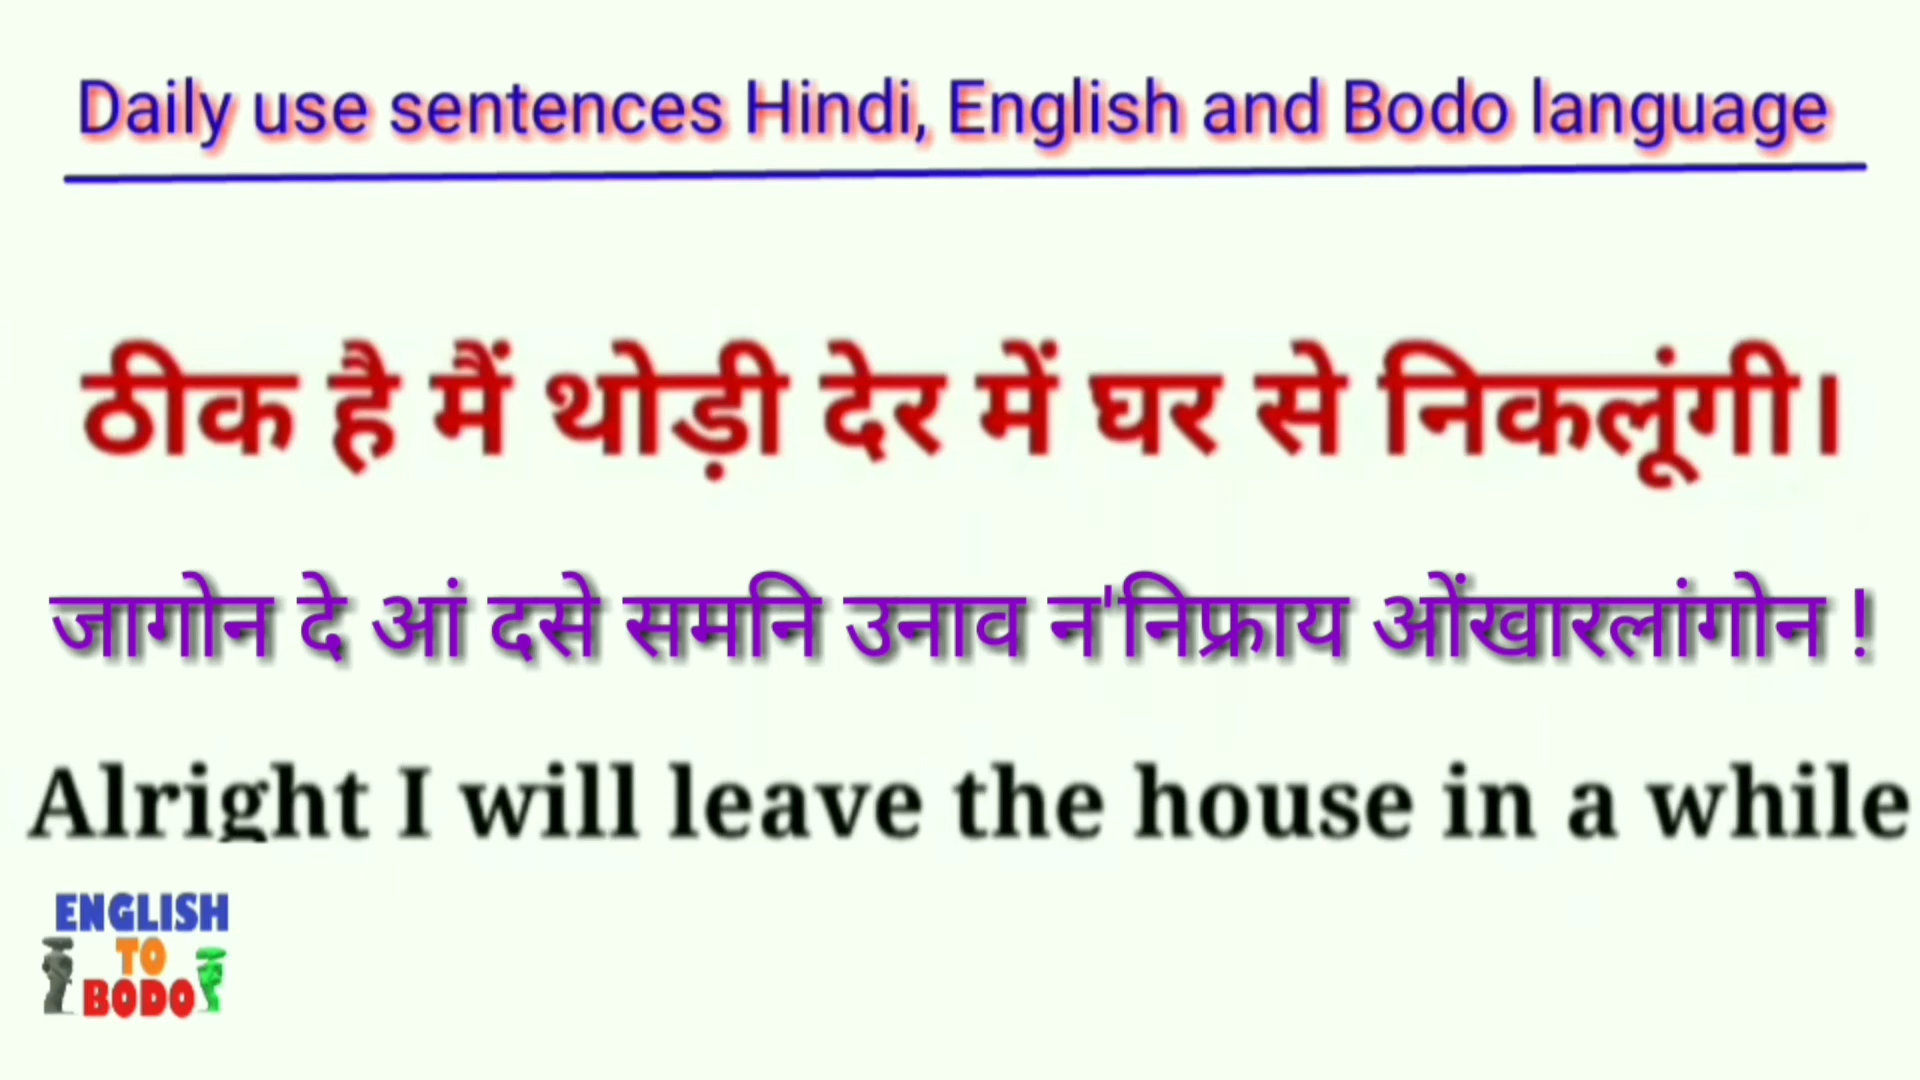 Daily use sentences Hindi, English and Bodo language
ठीक है मैं थोड़ी देर में घर से निकलूंगी।
जागोन दे आं दसे समनि उनाव न'निफ्राय ओंखारलांगोन !
Alright I will leave the house in a while
ENGLISH
TO
BODO